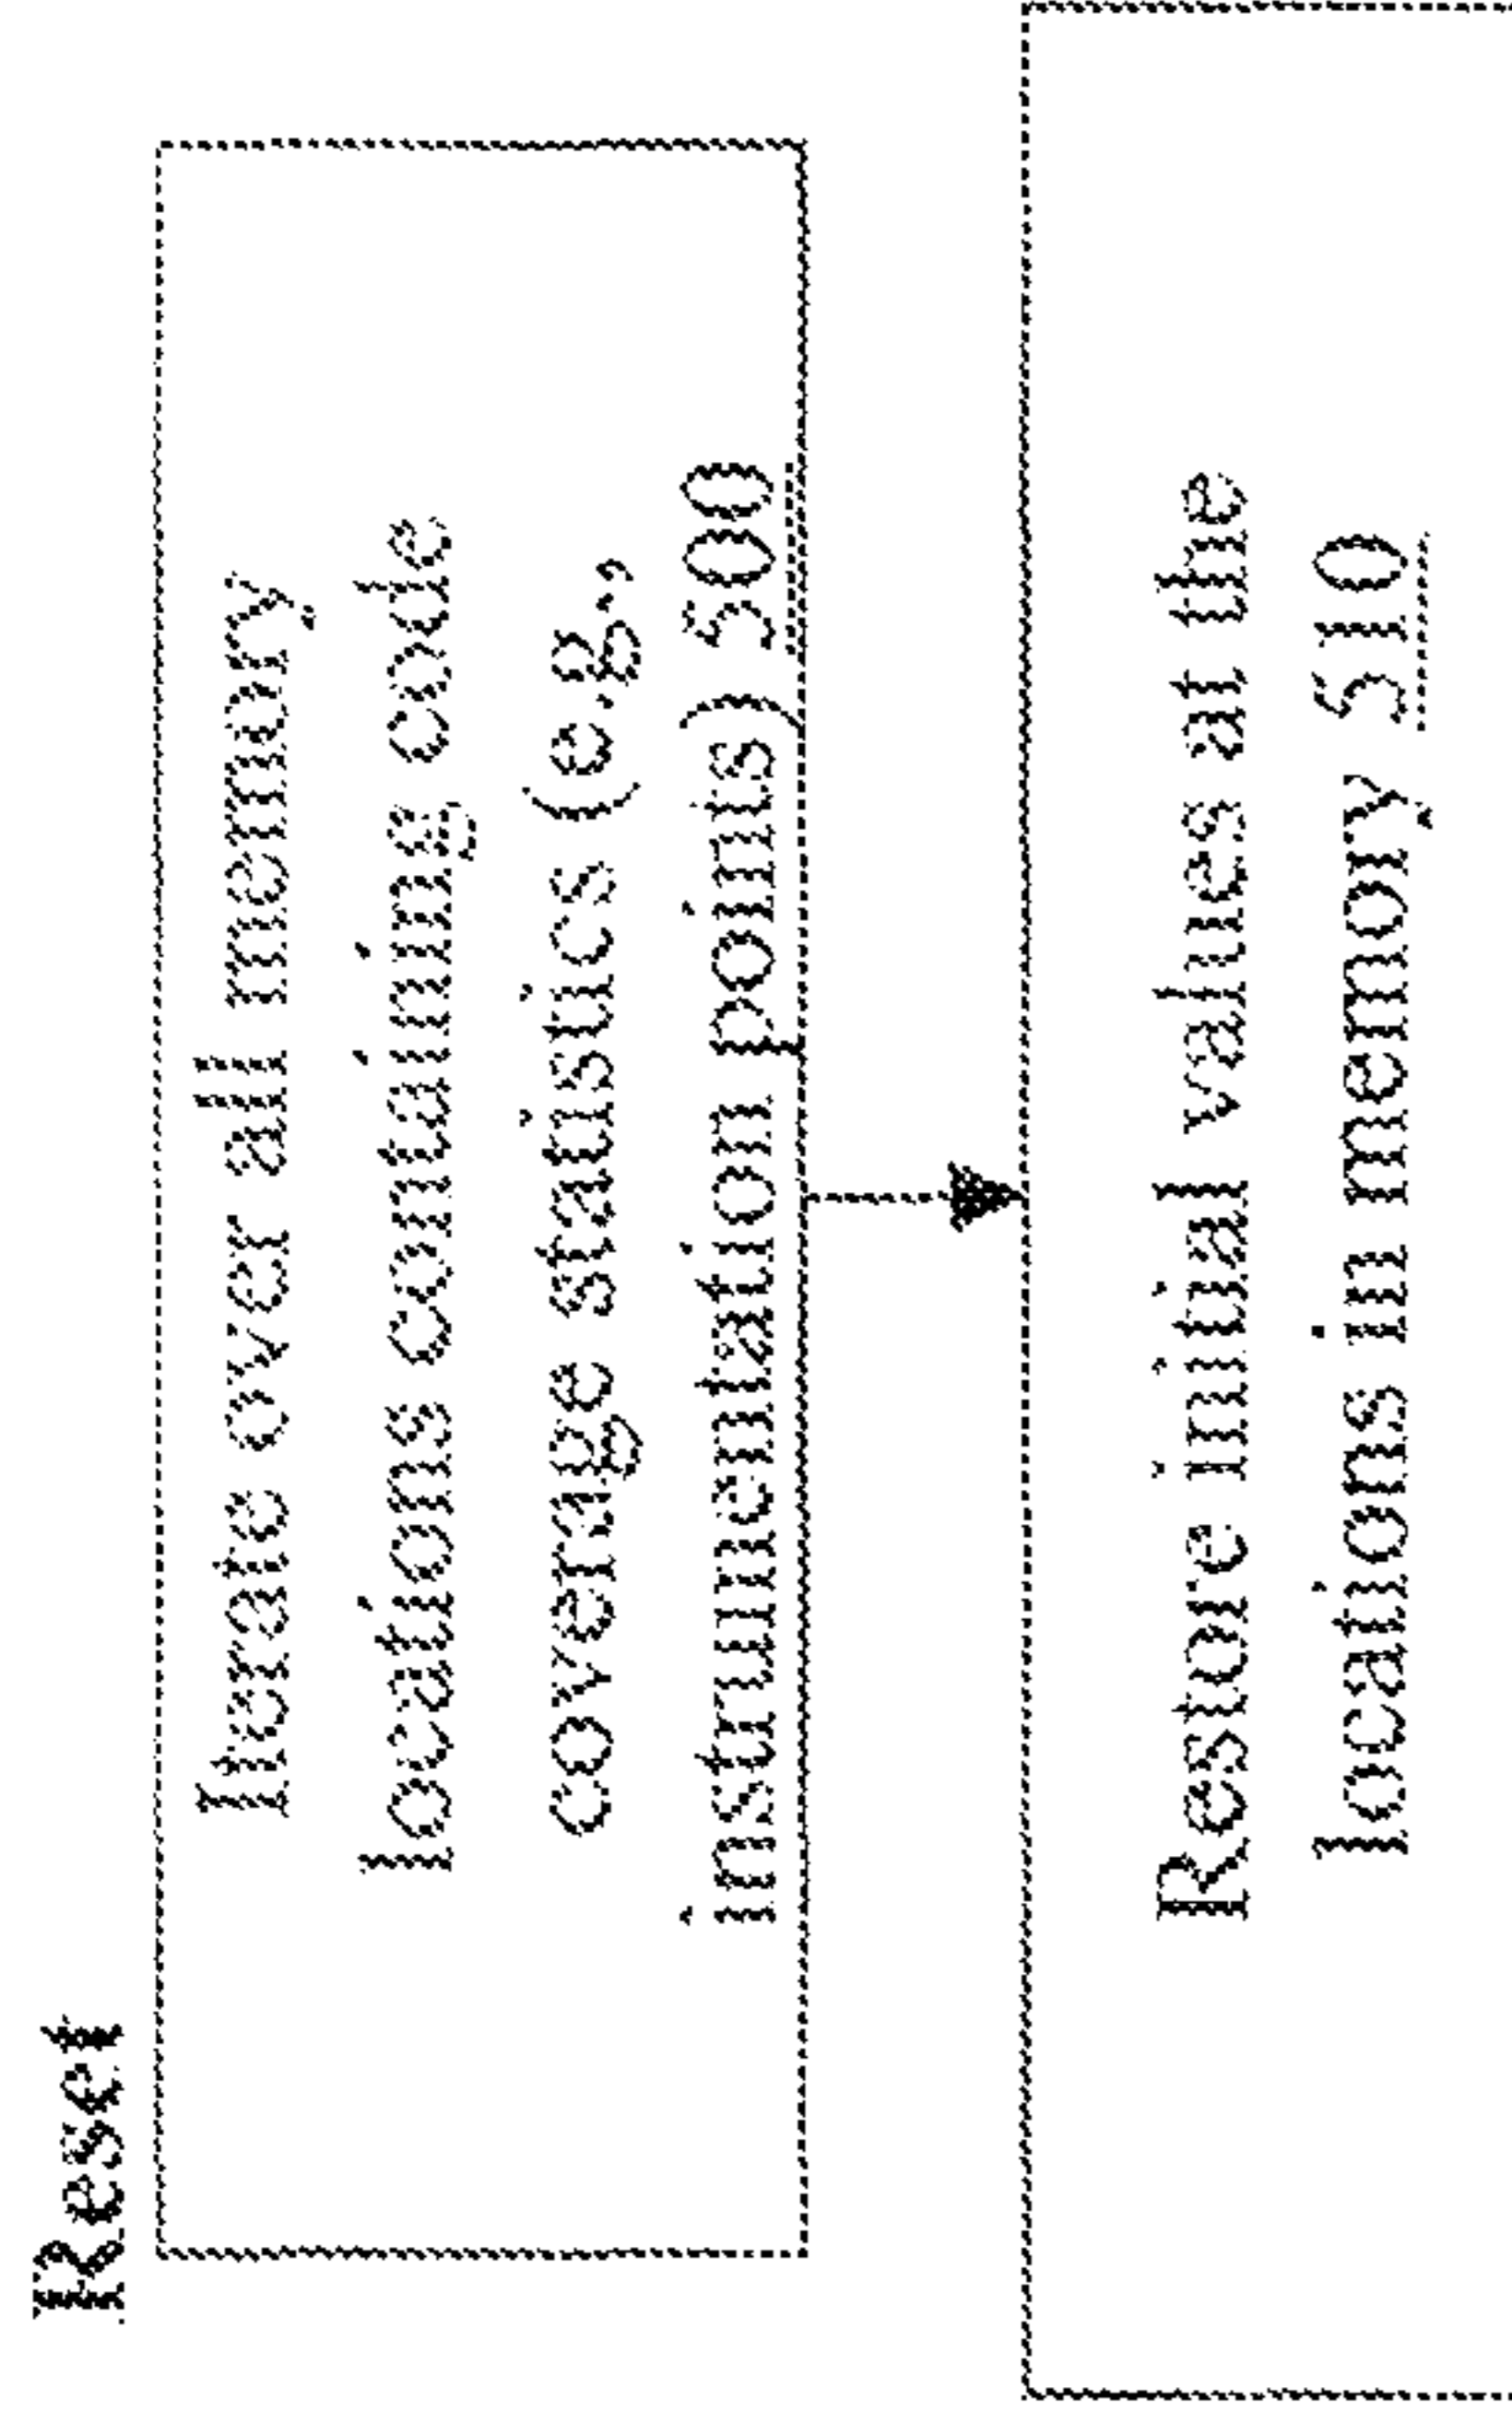 Reset
Iterate over all memory
locations containing code
coverage statistics (e.g.,
instrumentation points) 500
Restore initial values at the
locations in memory 510